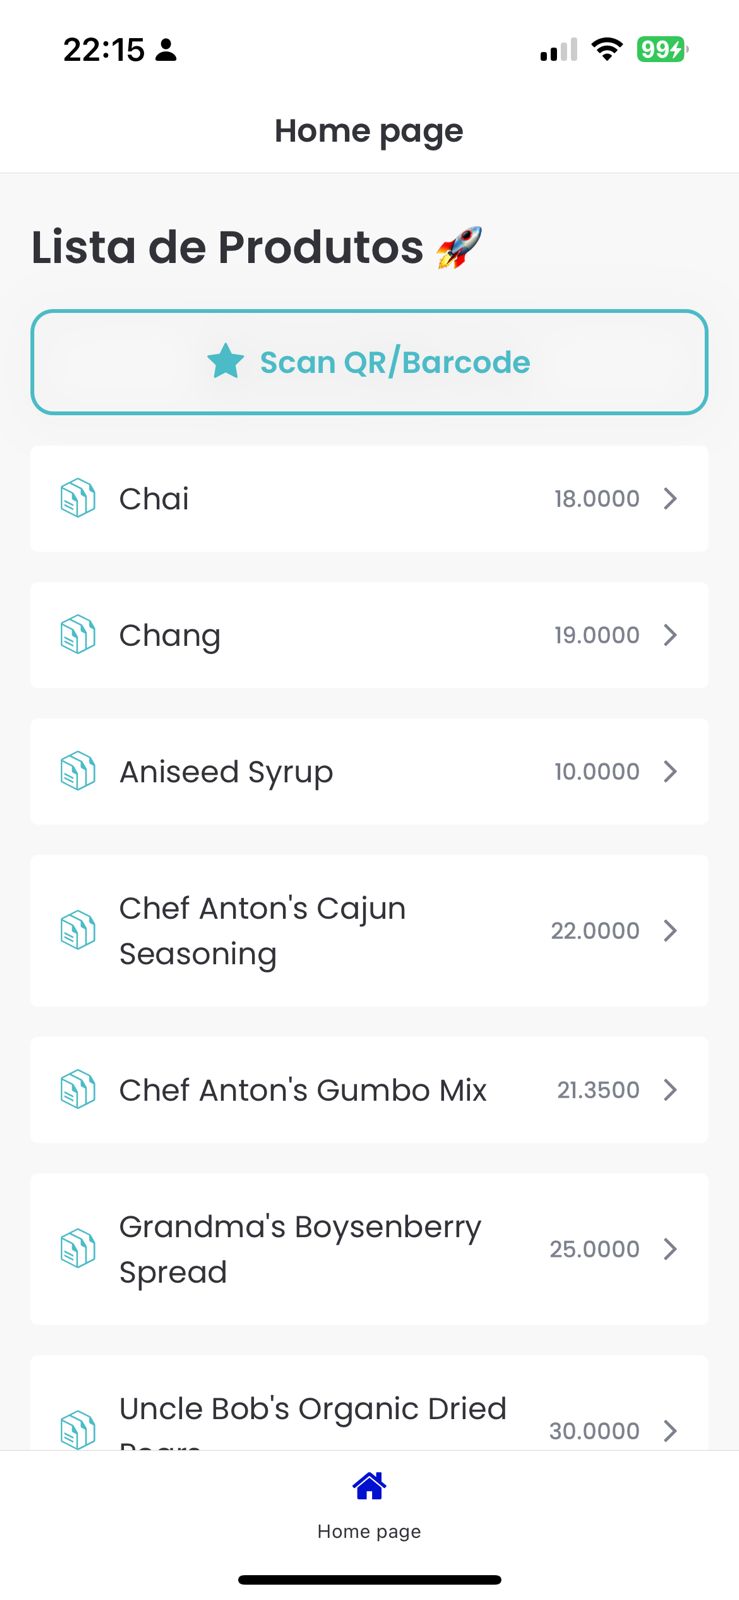 22:15
99
Home page
Lista de Produtos 🚀
Scan QR/Barcode
Chai 18.0000
Chang 19.0000
Aniseed Syrup 10.0000
Chef Anton's Cajun
Seasoning 22.0000
Chef Anton's Gumbo Mix 21.3500
Grandma's Boysenberry
Spread 25.0000
Uncle Bob's Organic Dried 30.0000
Home page